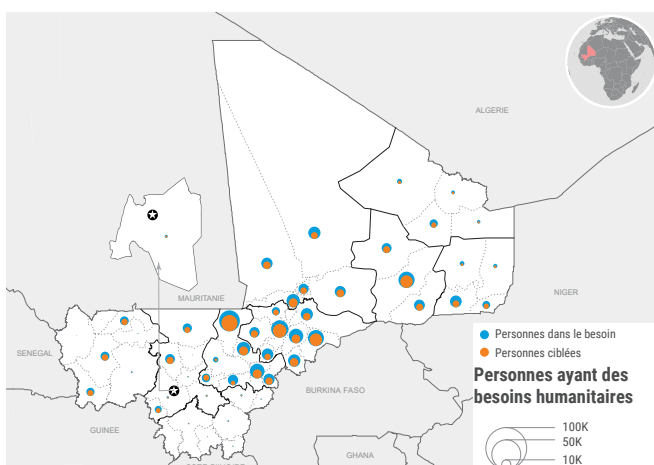 ALGERIE
MAURITANIE
NIGER
SENEGAL
Personnes dans le besoin
Personnes ciblées
Personnes ayant des
besoins humanitaires
BURKINA FASO
100K
GUINEE
50K
GHANA
10K